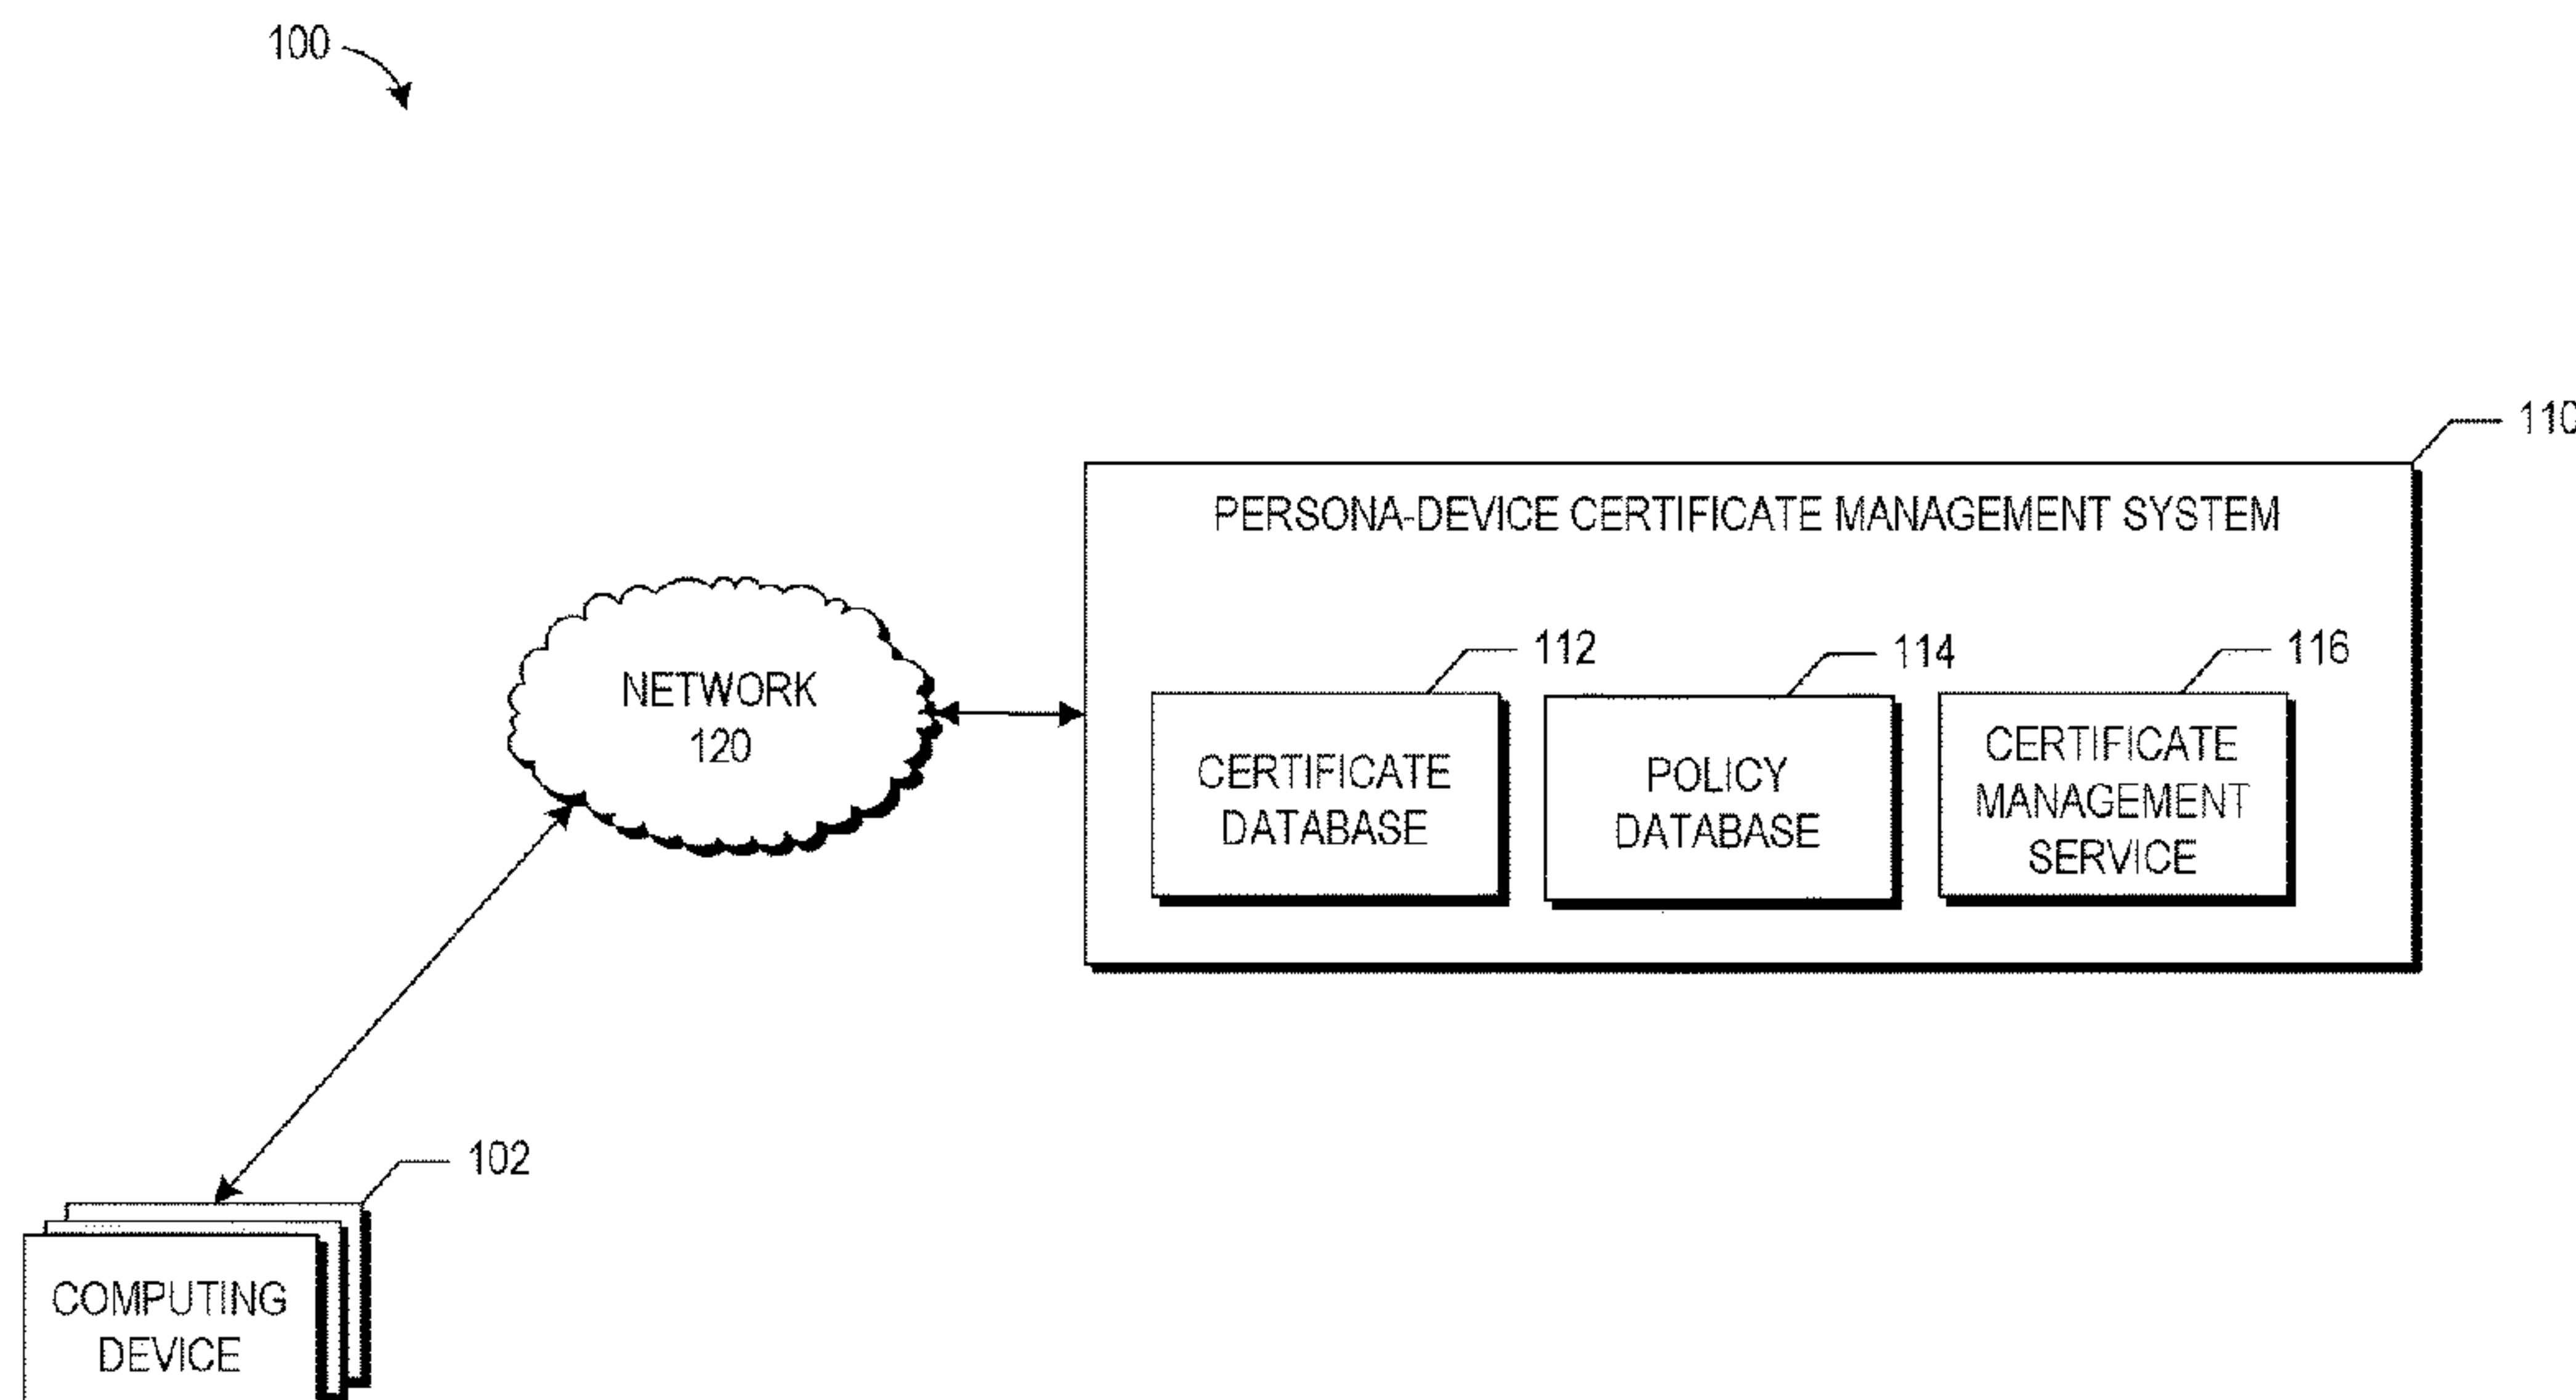 100
110
PERSONA-DEVICE CERTIFICATE MANAGEMENT SYSTEM
112
114
116
NETWORK
120
CERTIFICATE
DATABASE
POLICY
DATABASE
CERTIFICATE
MANAGEMENT
SERVICE
102
COMPUTING
DEVICE